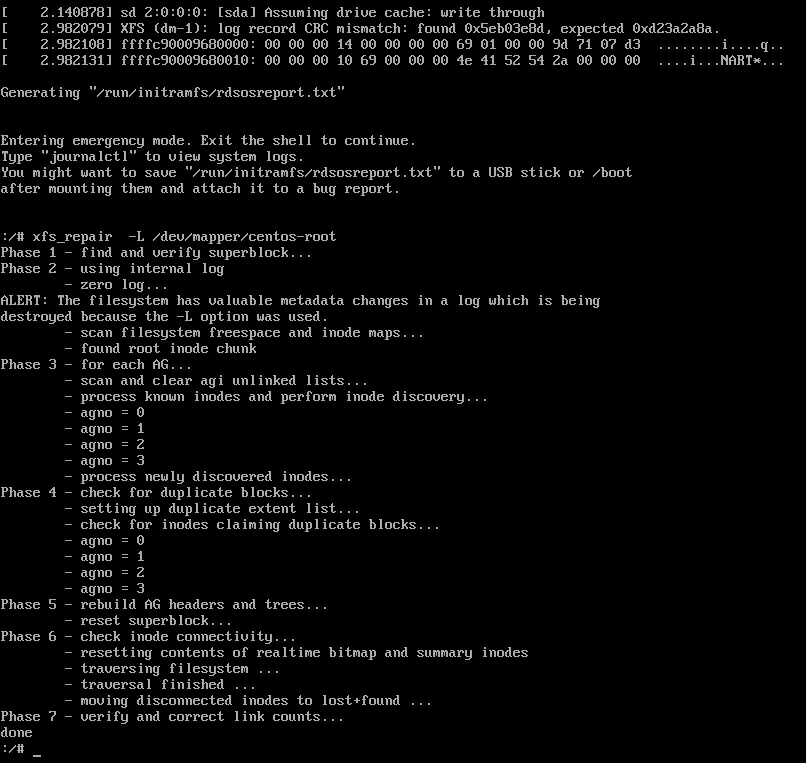 [    2.140878] sd 2:0:0:0: [sda] Assuming drive cache: write through
[    2.982079] XFS (dm-1): log record CRC mismatch: found 0x5eb03e8d, expected 0xd23a2a8a.
[    2.982108] ffffc90009680000: 00 00 00 14 00 00 00 00 69 01 00 00 9d 71 07 d3  ........i....q..
[    2.982131] ffffc90009680010: 00 00 00 10 69 00 00 00 4e 41 52 54 2a 00 00 00  ....i...NART*...
Generating "/run/initramfs/rdsosreport.txt"
Entering emergency mode. Exit the shell to continue.
Type "journalctl" to view system logs.
You might want to save "/run/initramfs/rdsosreport.txt" to a USB stick or /boot
after mounting them and attach it to a bug report.
:/# xfs_repair  -L /dev/mapper/centos-root
Phase 1 - find and verify superblock...
Phase 2 - using internal log
        - zero log...
ALERT: The filesystem has valuable metadata changes in a log which is being
destroyed because the -L option was used.
        - scan filesystem freespace and inode maps...
        - found root inode chunk
Phase 3 - for each AG...
        - scan and clear agi unlinked lists...
        - process known inodes and perform inode discovery...
        - agno = 0
        - agno = 1
        - agno = 2
        - agno = 3
        - process newly discovered inodes...
Phase 4 - check for duplicate blocks...
        - setting up duplicate extent list...
        - check for inodes claiming duplicate blocks...
        - agno = 0
        - agno = 1
        - agno = 2
        - agno = 3
Phase 5 - rebuild AG headers and trees...
        - reset superblock...
Phase 6 - check inode connectivity...
        - resetting contents of realtime bitmap and summary inodes
        - traversing filesystem ...
        - traversal finished ...
        - moving disconnected inodes to lost+found ...
Phase 7 - verify and correct link counts...
done
:/# _